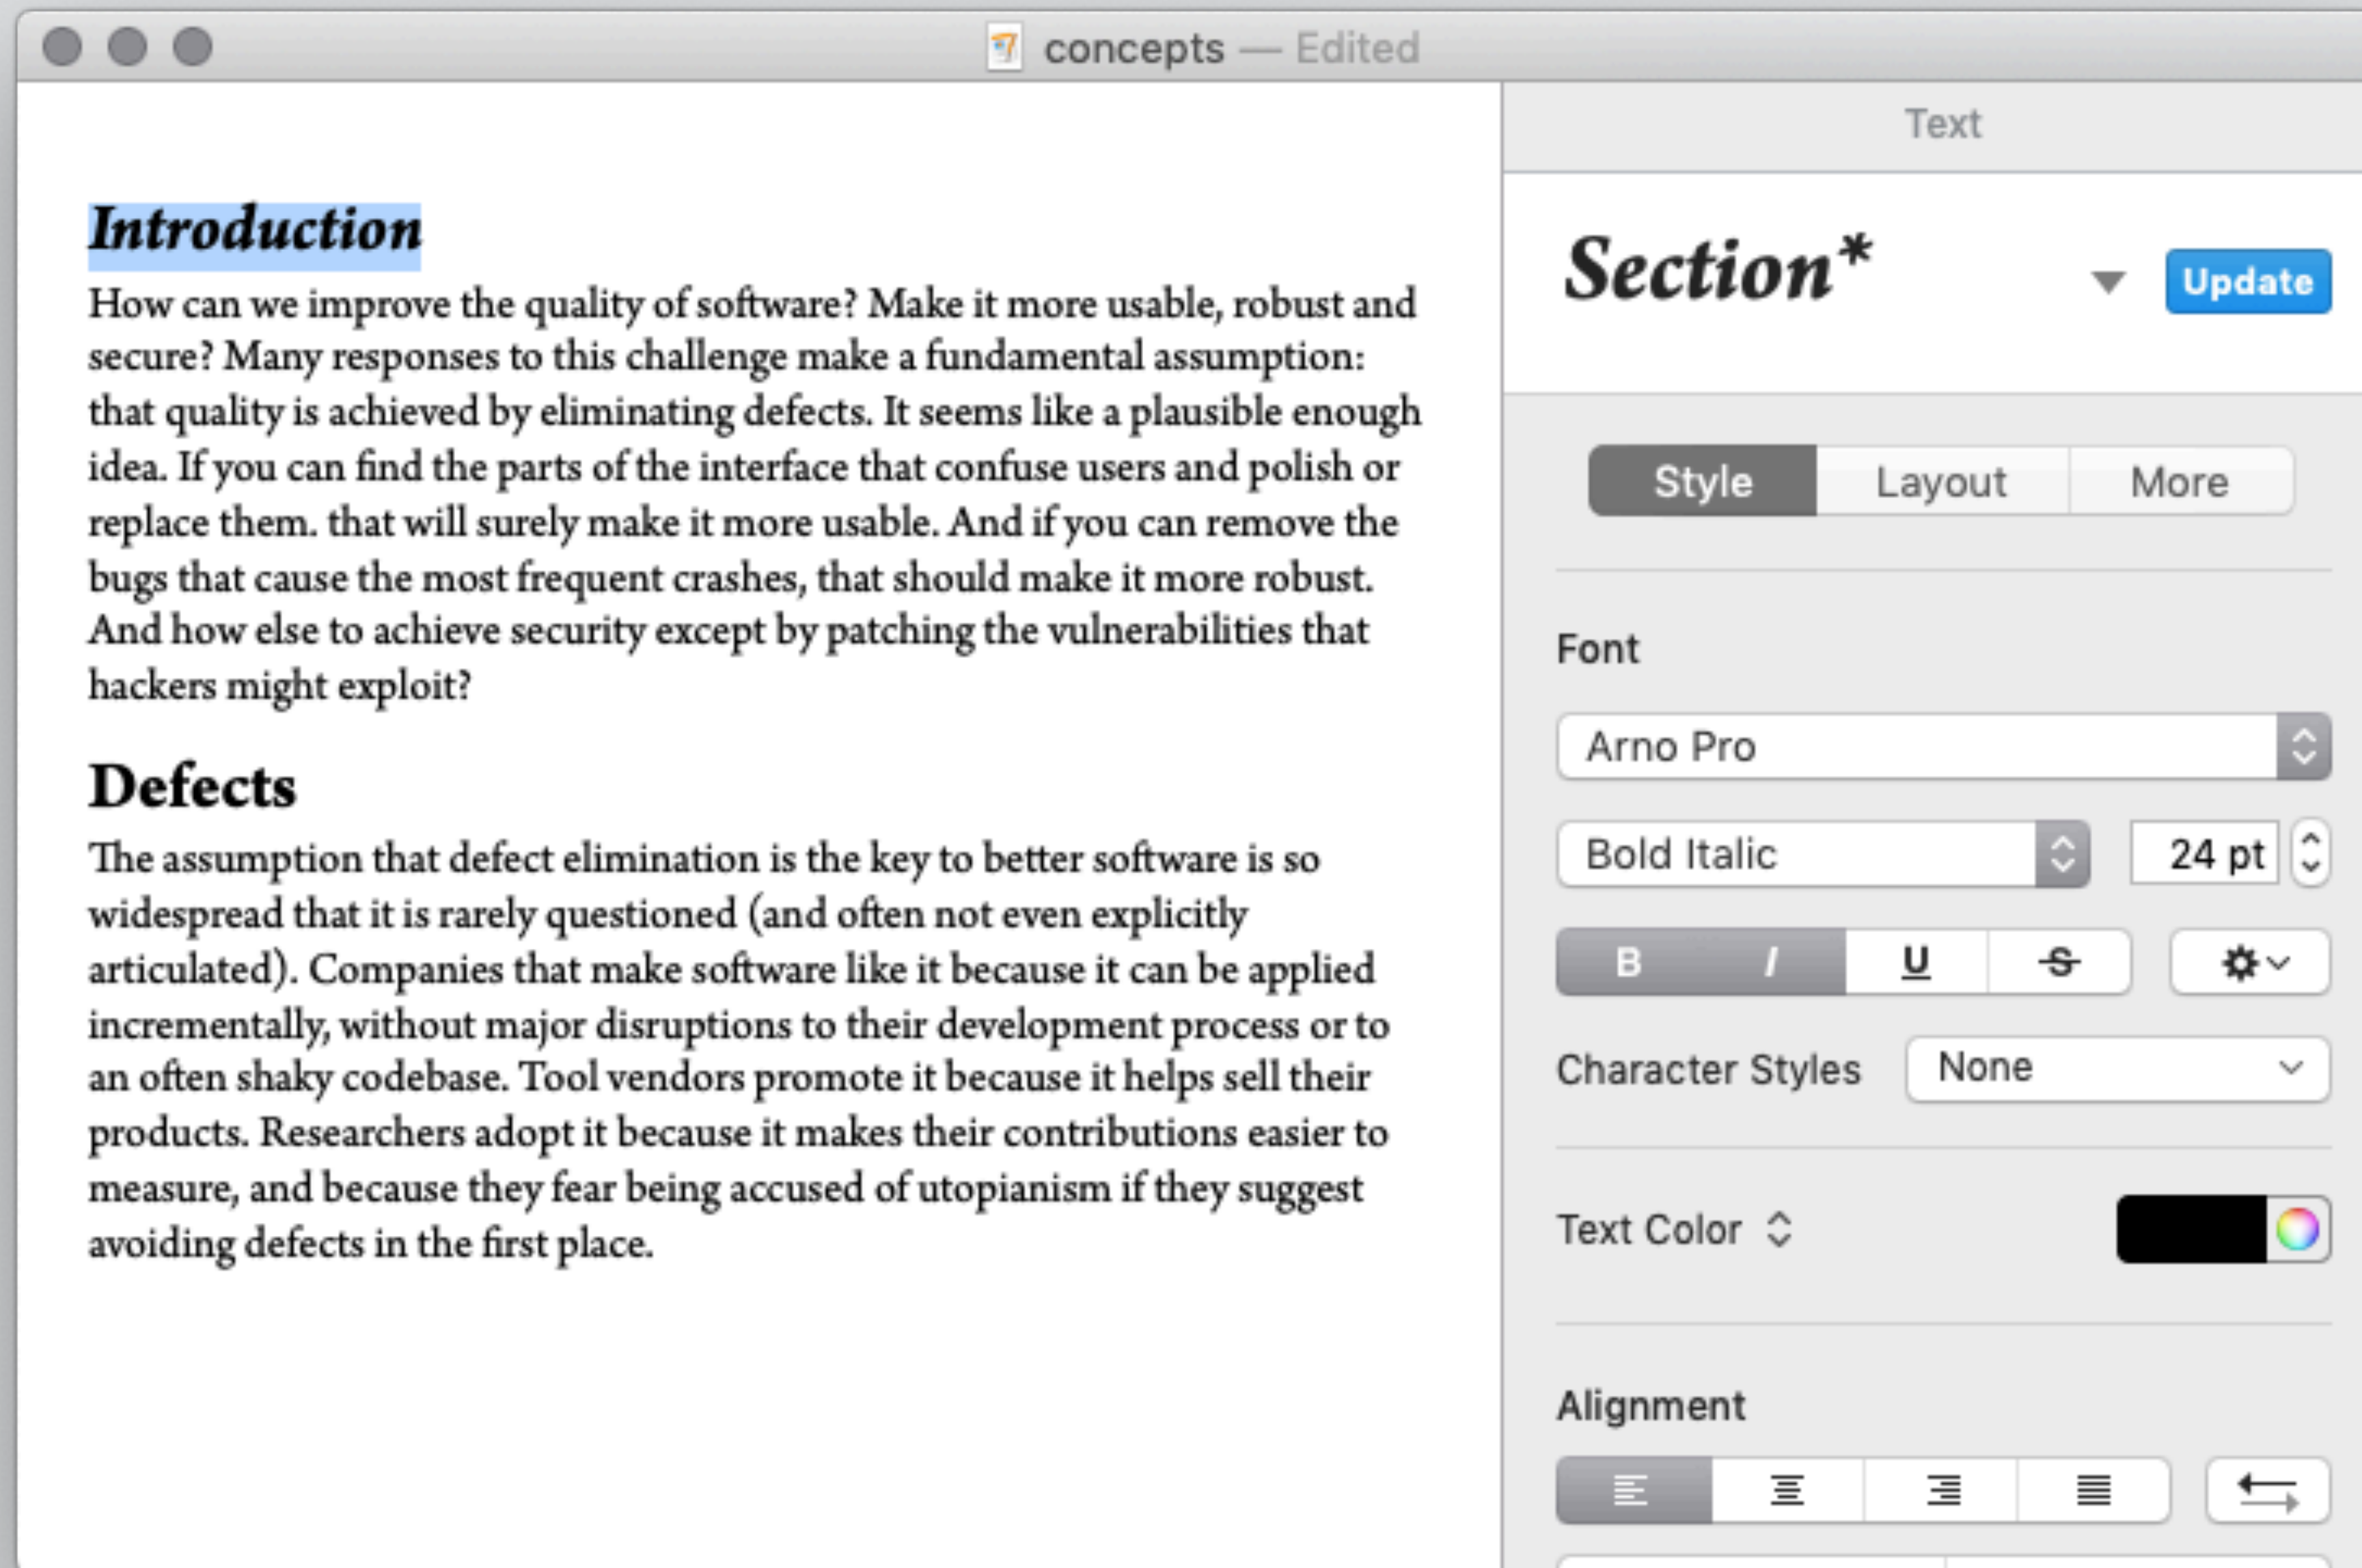 concepts — Edited
Introduction
How can we improve the quality of software? Make it more usable, robust and
secure? Many responses to this challenge make a fundamental assumption:
that quality is achieved by eliminating defects. It seems like a plausible enough
idea. If you can find the parts of the interface that confuse users and polish or
replace them. that will surely make it more usable. And if you can remove the
bugs that cause the most frequent crashes, that should make it more robust.
And how else to achieve security except by patching the vulnerabilities that
hackers might exploit?
Defects
The assumption that defect elimination is the key to better software is so
widespread that it is rarely questioned (and often not even explicitly
articulated). Companies that make software like it because it can be applied
incrementally, without major disruptions to their development process or to
an often shaky codebase. Tool vendors promote it because it helps sell their
products. Researchers adopt it because it makes their contributions easier to
measure, and because they fear being accused of utopianism if they suggest
avoiding defects in the first place.
Text
Section* Update
Style Layout More
Font
Arno Pro
Bold Italic 24 pt
B I U S
Character Styles None
Text Color
Alignment